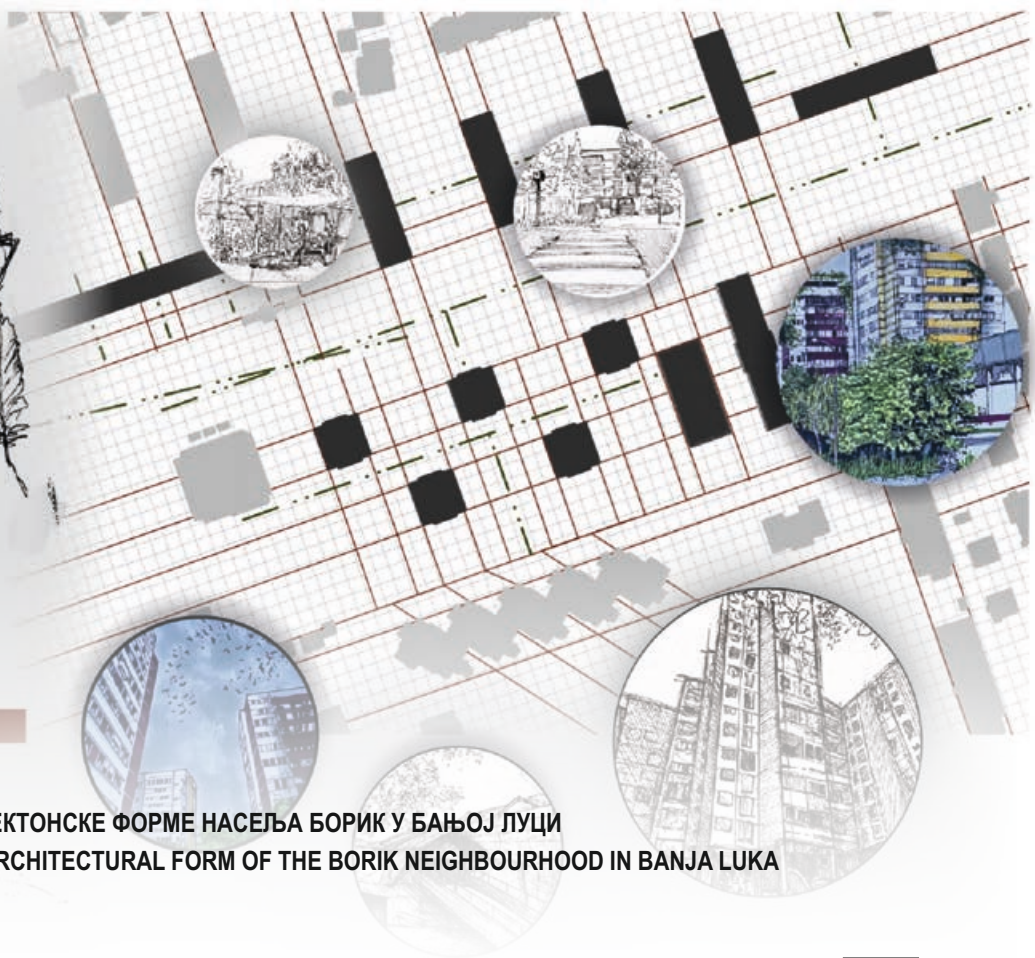 ЕКТОНСКЕ ФОРМЕ НАСЕЉА БОРИК У БАЊОЈ ЛУЦИ
RCHITECTURAL FORM OF THE BORIK NEIGHBOURHOOD IN BANJA LUKA